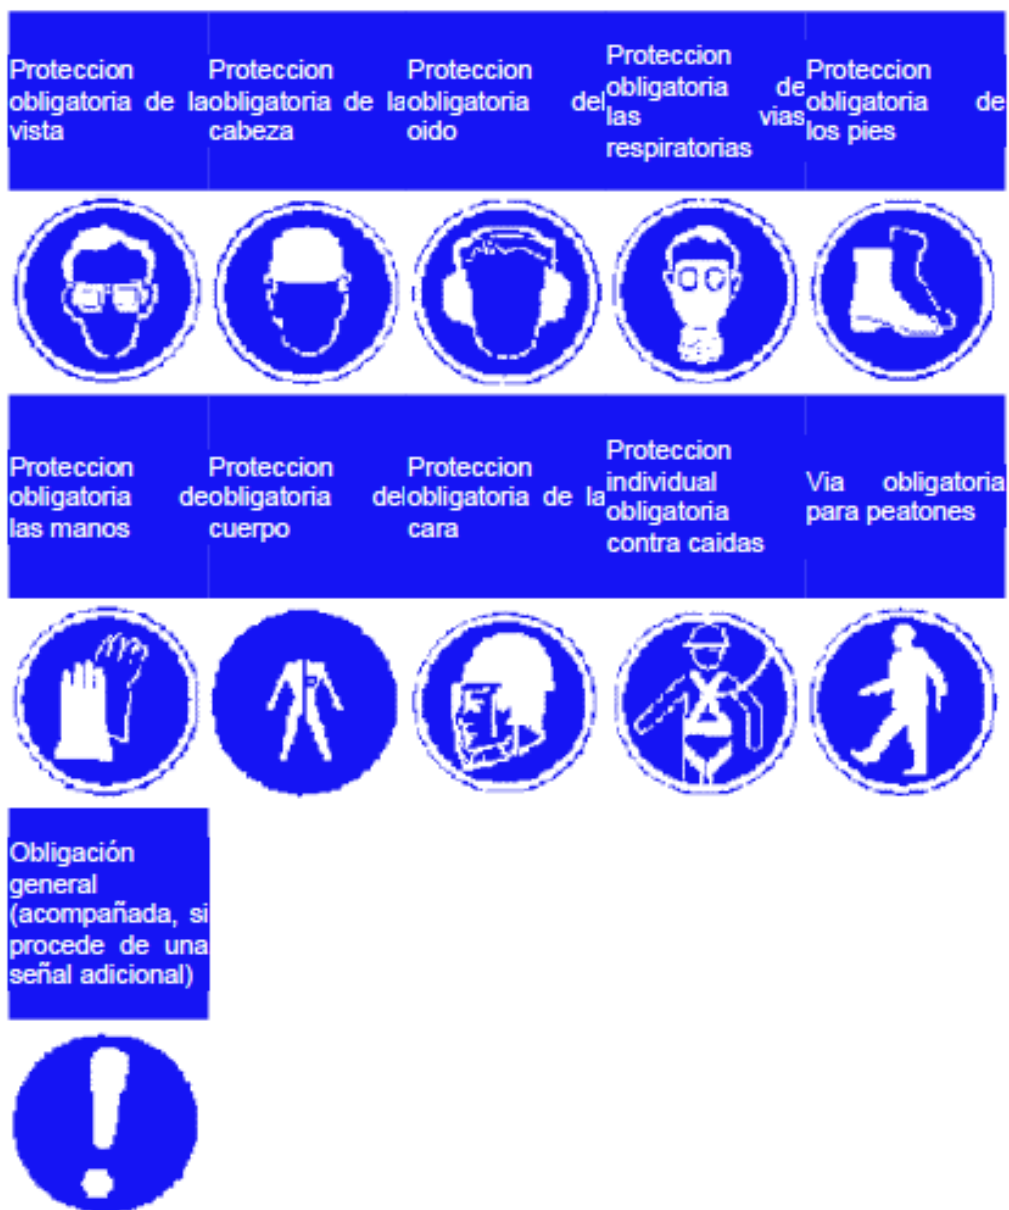 Proteccion
obligatoria de la
vista
Proteccion
obligatoria de la
cabeza
Proteccion
obligatoria del
oido
Proteccion
obligatoria de
las vias
respiratorias
Proteccion
obligatoria de
los pies
Proteccion
obligatoria de
las manos
Proteccion
obligatoria del
cuerpo
Proteccion
obligatoria de la
cara
Proteccion
individual
obligatoria
contra caidas
Via obligatoria
para peatones
Obligación
general
(acompañada, si
procede de una
señal adicional)